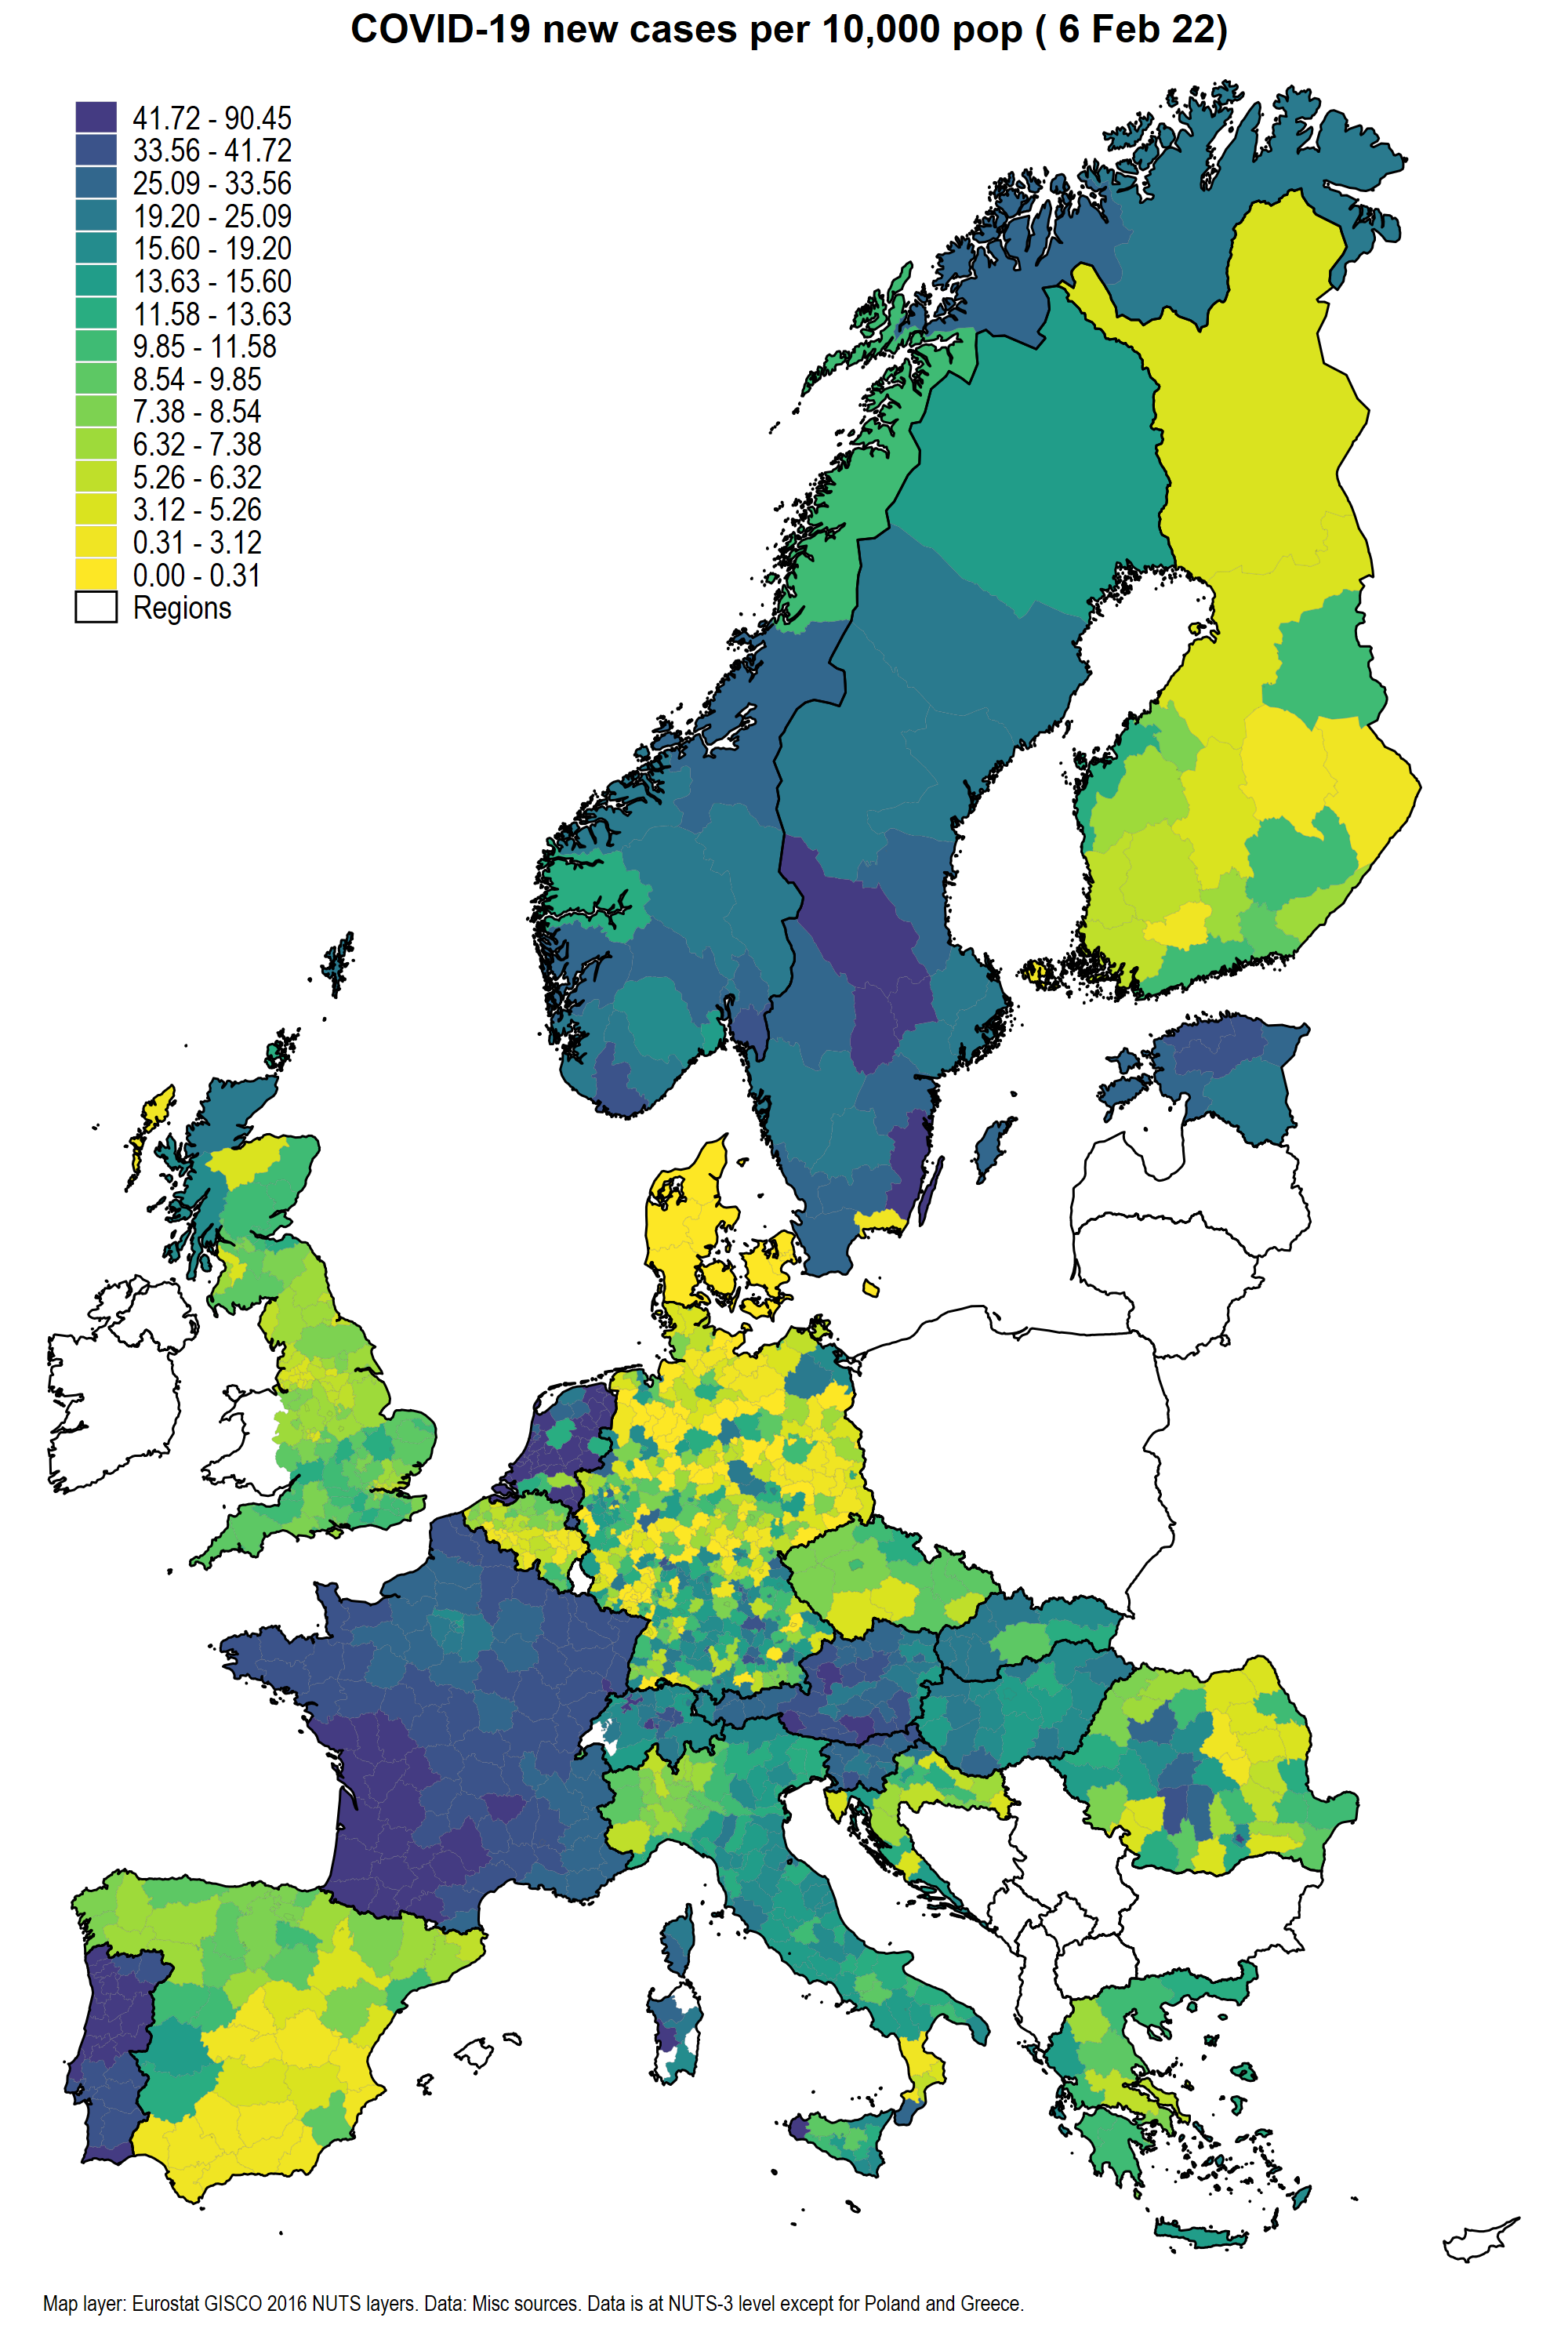 COVID-19 new cases per 10,000 pop ( 6 Feb 22)
41.72 - 90.45
33.56 - 41.72
25.09 - 33.56
19.20 - 25.09
15.60 - 19.20
13.63 - 15.60
11.58 - 13.63
9.85 - 11.58
8.54 - 9.85
7.38 - 8.54
6.32 - 7.38
5.26 - 6.32
3.12 - 5.26
0.31 - 3.12
0.00 - 0.31
Regions
Map layer: Eurostat GISCO 2016 NUTS layers. Data: Misc sources. Data is at NUTS-3 level except for Poland and Greece.